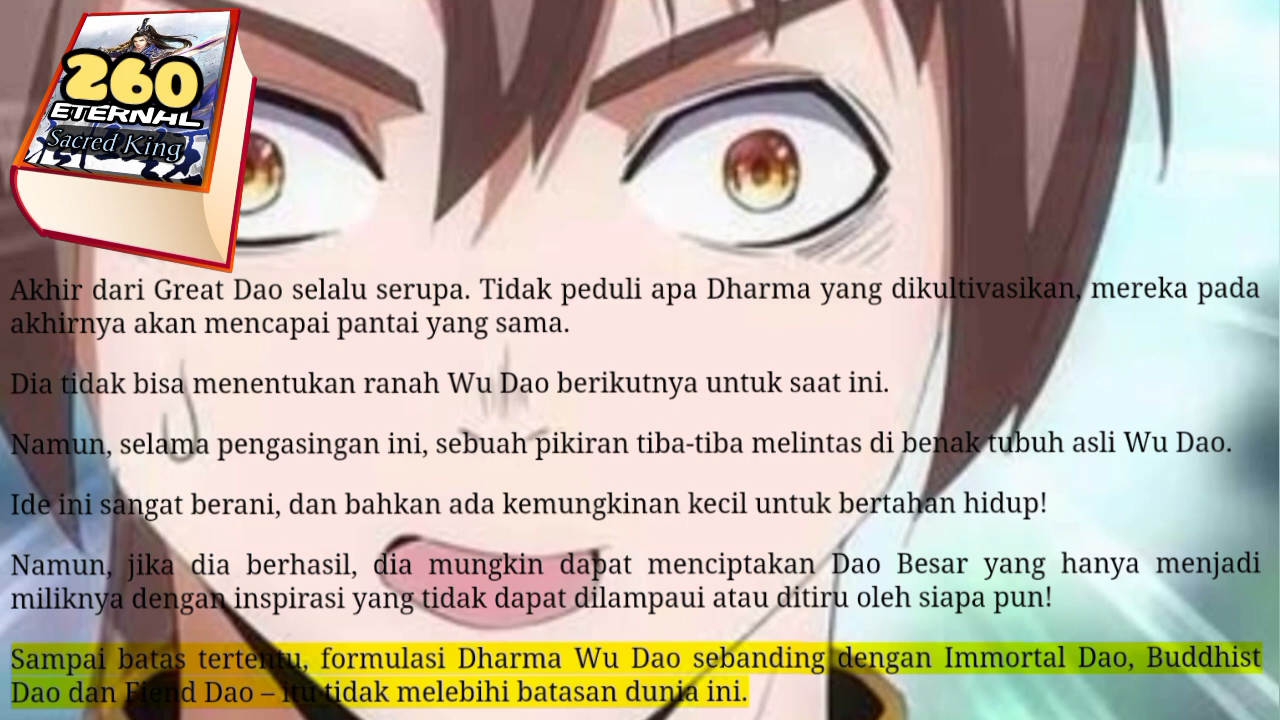 260
ETERNAL
Sacred King
Akhir dari Great Dao selalu serupa. Tidak peduli apa Dharma yang dikultivasikan, mereka pada
akhirnya akan mencapai pantai yang sama.
Dia tidak bisa menentukan ranah Wu Dao berikutnya untuk saat ini.
Namun, selama pengasingan ini, sebuah pikiran tiba-tiba melintas di benak tubuh asli Wu Dao.
Ide ini sangat berani, dan bahkan ada kemungkinan kecil untuk bertahan hidup!
Namun, jika dia berhasil, dia mungkin dapat menciptakan Dao Besar yang hanya menjadi
miliknya dengan inspirasi yang tidak dapat dilampaui atau ditiru oleh siapa pun!
Sampai batas tertentu, formulasi Dharma Wu Dao sebanding dengan Immortal Dao, Buddhist
Dao dan Fiend Dao – itu tidak melebihi batasan dunia ini.